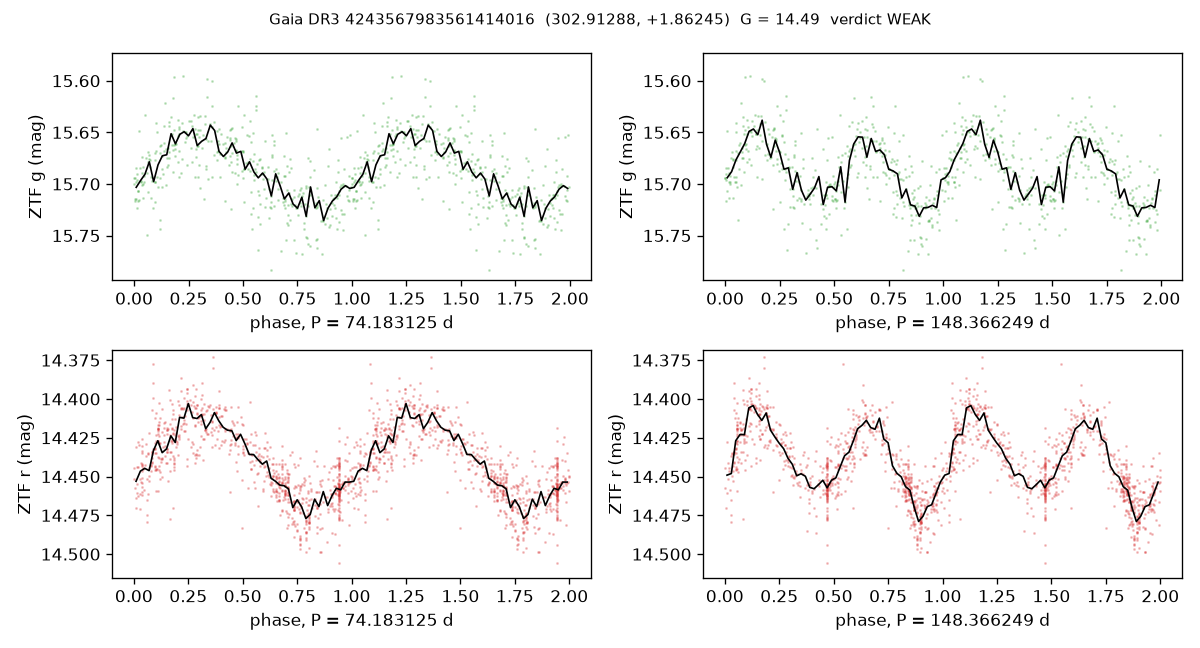 Gaia DR3 4243567983561414016 (302.91288, +1.86245) G = 14.49 verdict WEAK
ZTF g (mag)
15.60
15.65
15.70
15.75
0.00 0.25 0.50 0.75 1.00 1.25 1.50 1.75 2.00
phase, P = 74.183125 d
ZTF g (mag)
15.60
15.65
15.70
15.75
0.00 0.25 0.50 0.75 1.00 1.25 1.50 1.75 2.00
phase, P = 148.366249 d
ZTF r (mag)
14.375
14.400
14.425
14.450
14.475
14.500
0.00 0.25 0.50 0.75 1.00 1.25 1.50 1.75 2.00
phase, P = 74.183125 d
ZTF r (mag)
14.375
14.400
14.425
14.450
14.475
14.500
0.00 0.25 0.50 0.75 1.00 1.25 1.50 1.75 2.00
phase, P = 148.366249 d